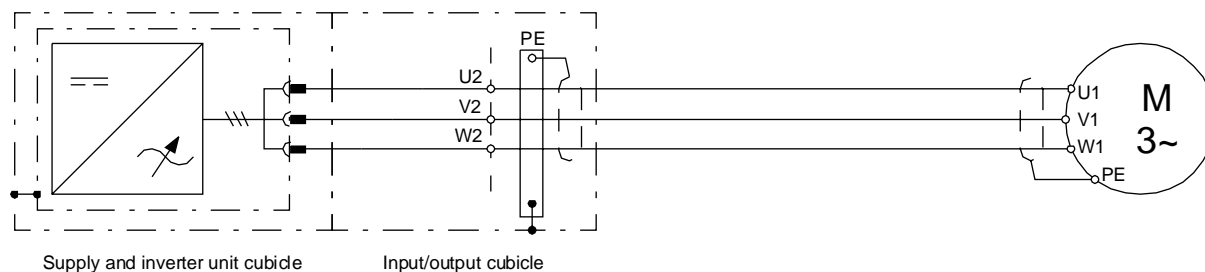 PE
U2
V2
W2
U1
V1
W1
PE
M
3~
Supply and inverter unit cubicle
Input/output cubicle